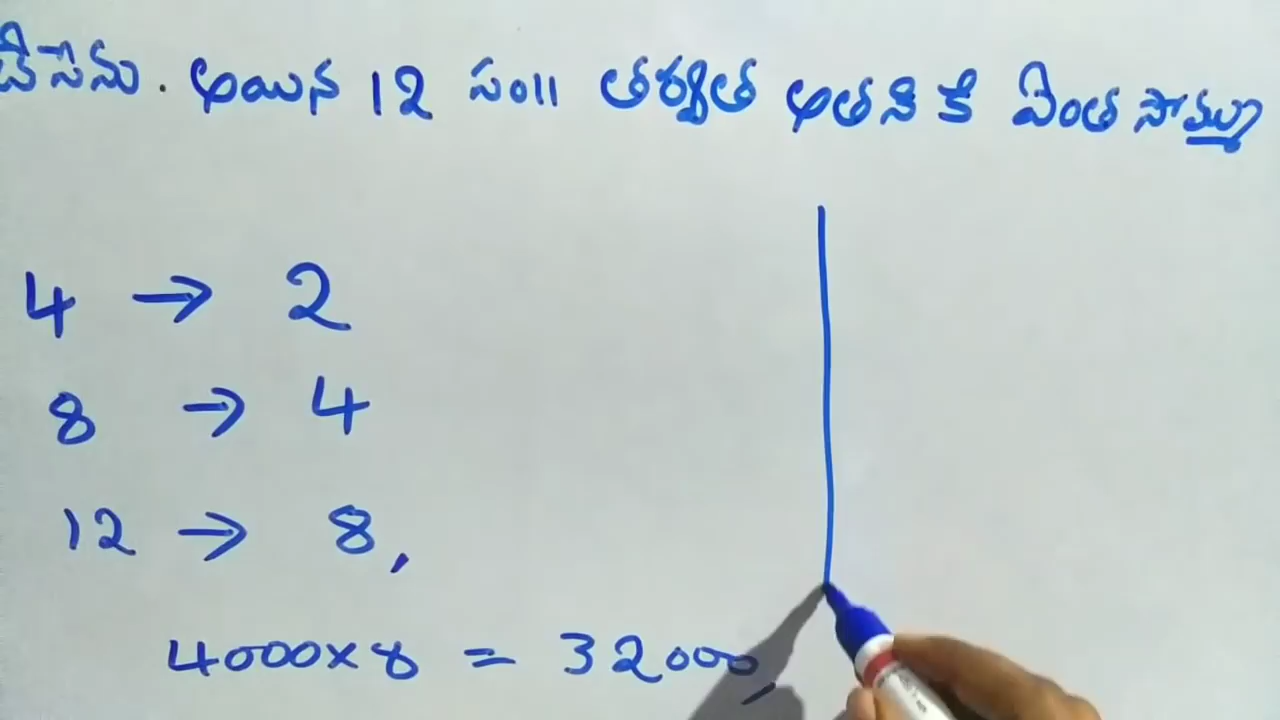 చేసెను. అయిన 12 సం॥ తర్వాత అతనికి ఎంత సొమ్ము
4 → 2
8 → 4
12 → 8,
4000×8 = 32000,